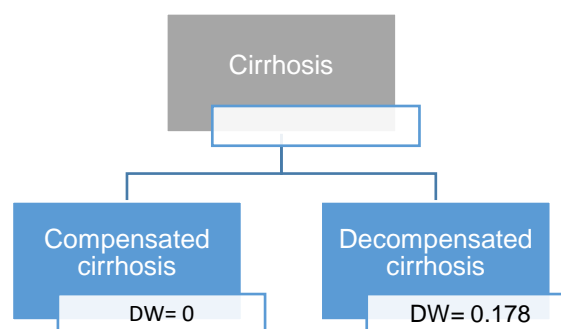 Cirrhosis
Compensated
cirrhosis
DW= 0
Decompensated
cirrhosis
DW= 0.178